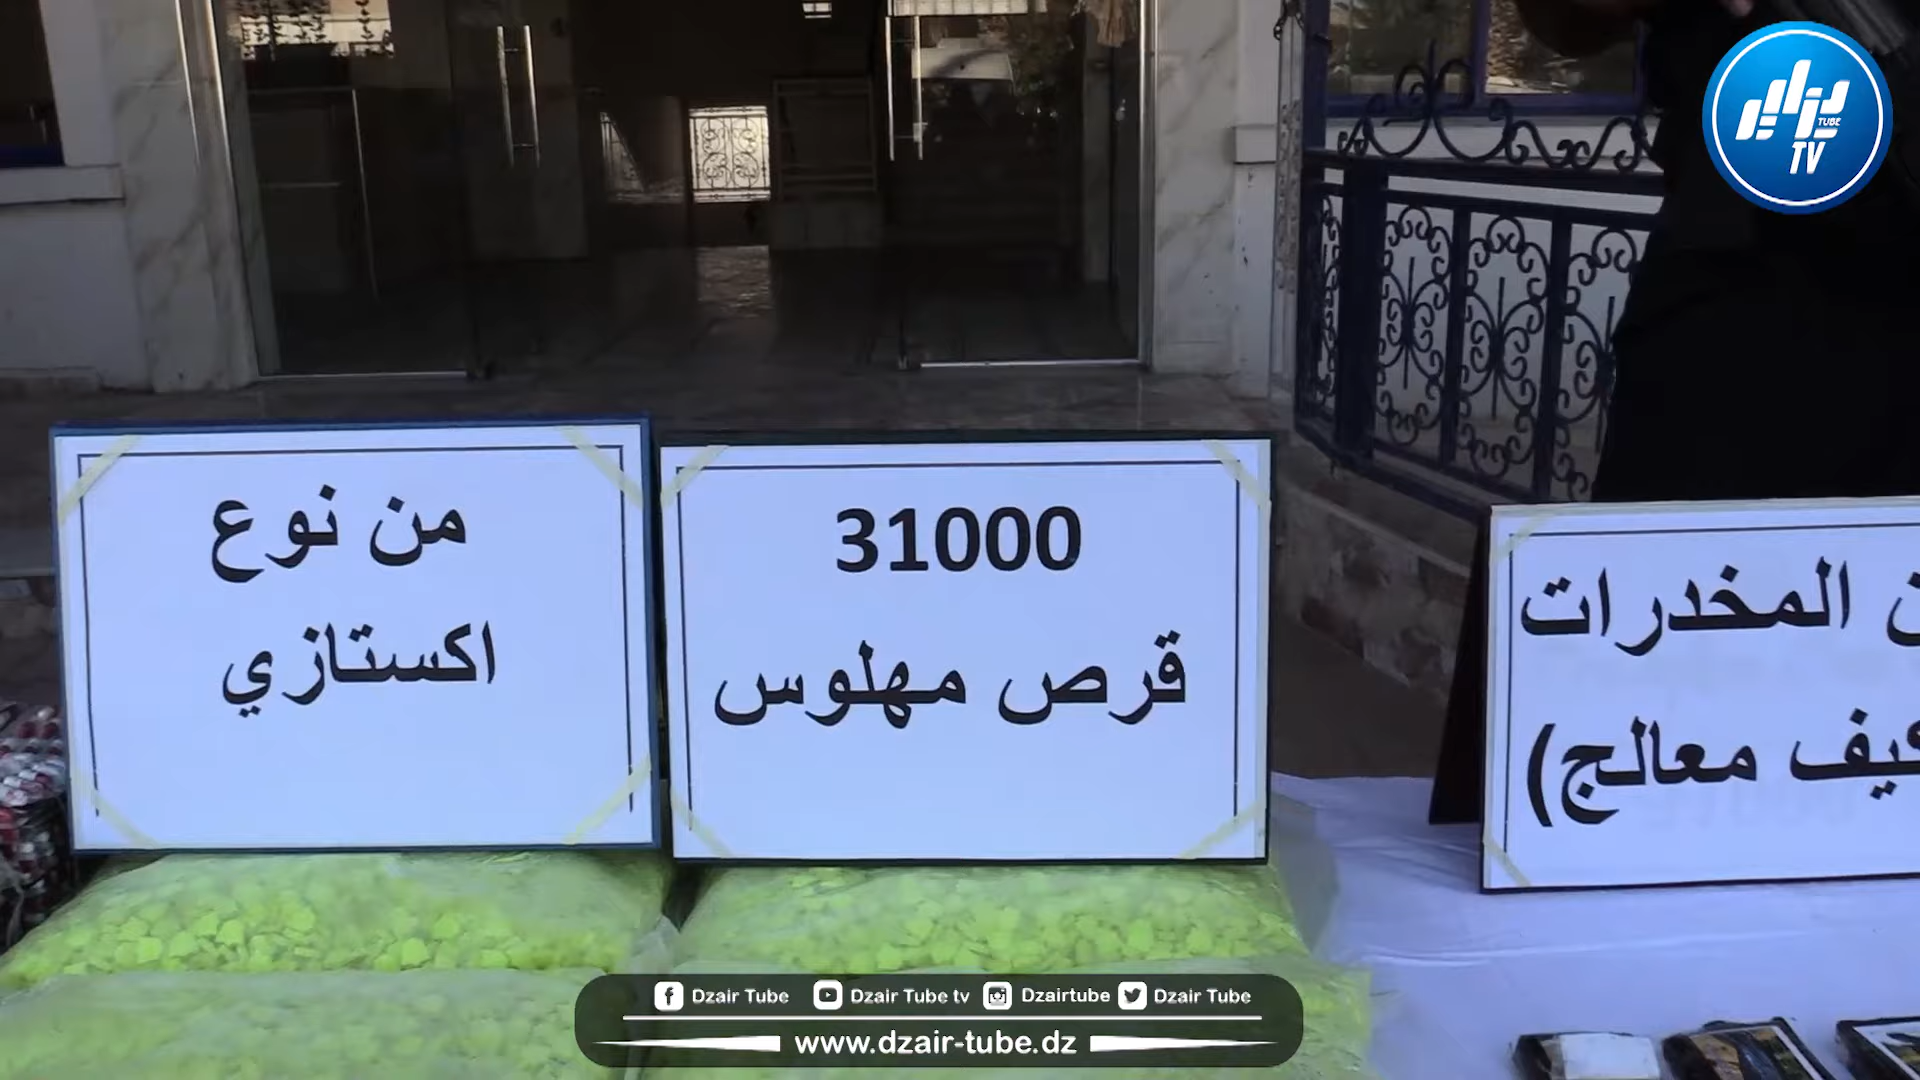 31000
قرص مهلوس
من نوع
اكستازي
المخدرات
معالج)
TUBE
TV
Dzair Tube Dzair Tube tv Dzairtube Dzair Tube
www.dzair-tube.dz